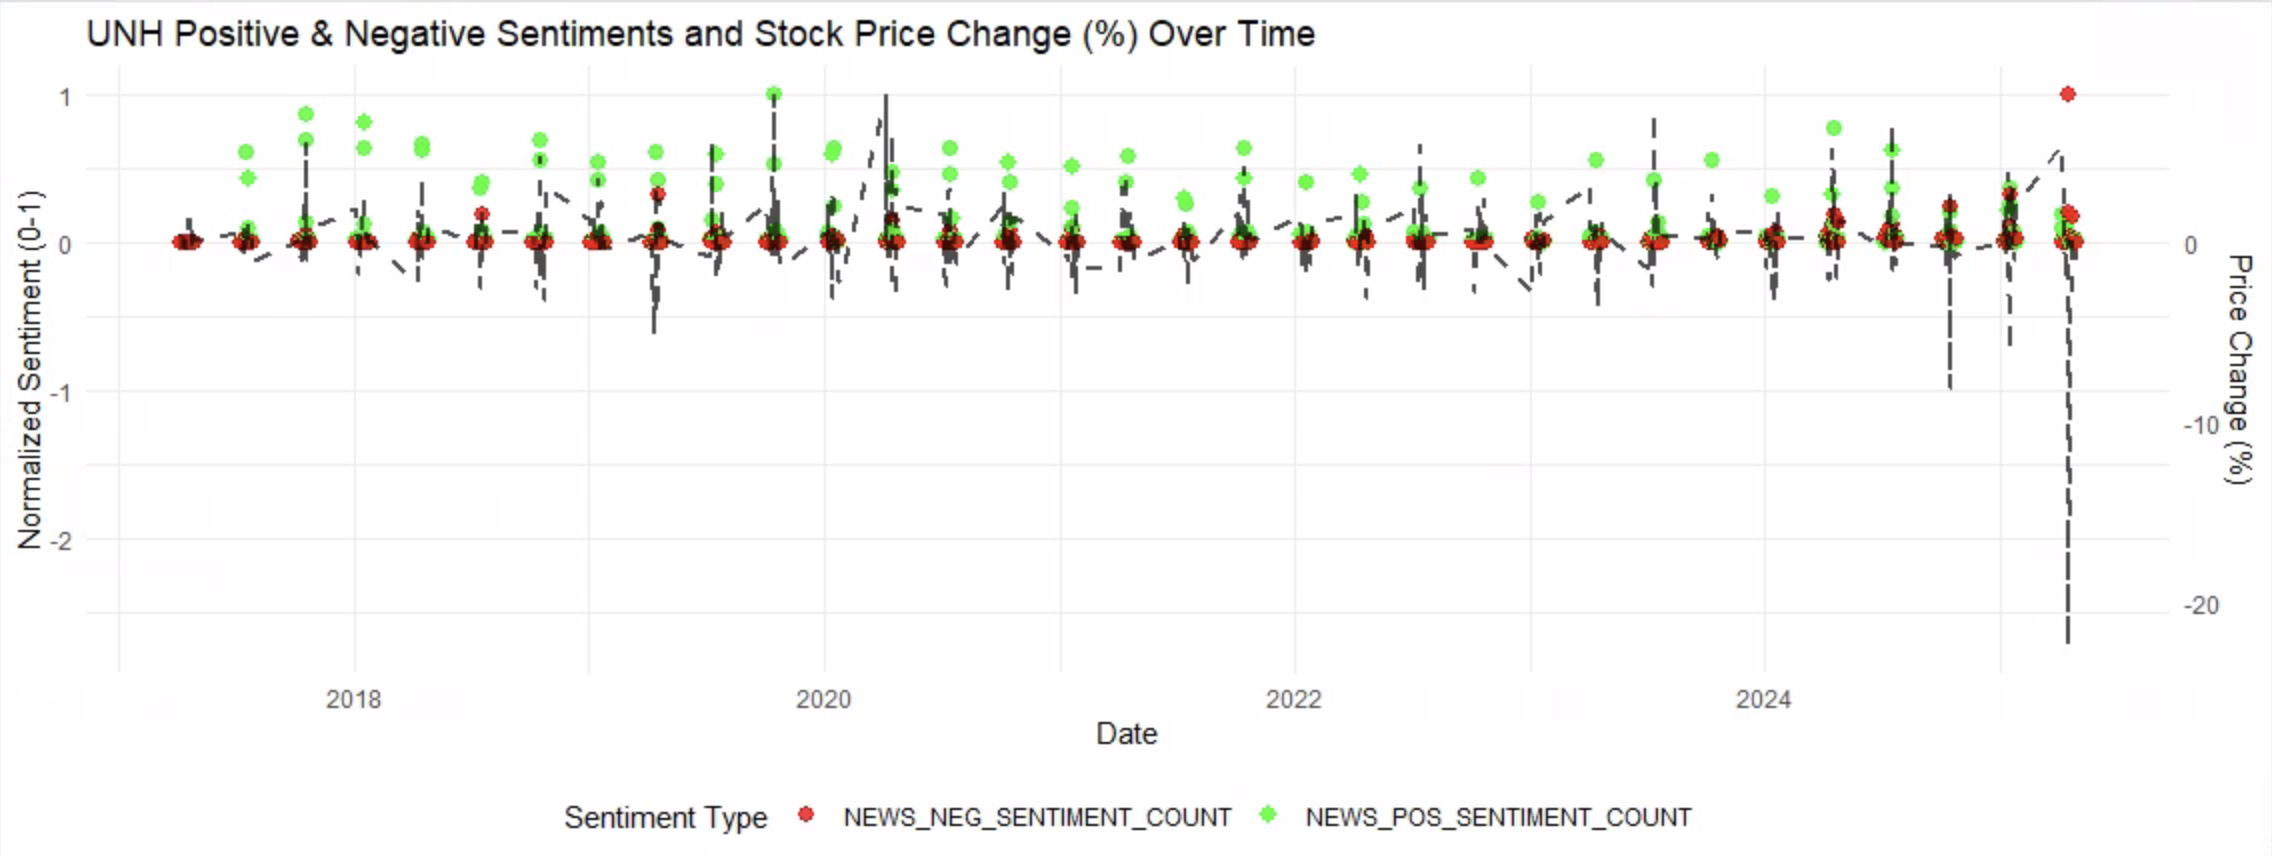 UNH Positive & Negative Sentiments and Stock Price Change (%) Over Time
Normalized Sentiment (0-1)
1
0
-1
-2
0
-10
-20
Price Change (%)
2018
2020
2022
2024
Date
Sentiment Type
NEWS_NEG_SENTIMENT_COUNT
NEWS_POS_SENTIMENT_COUNT